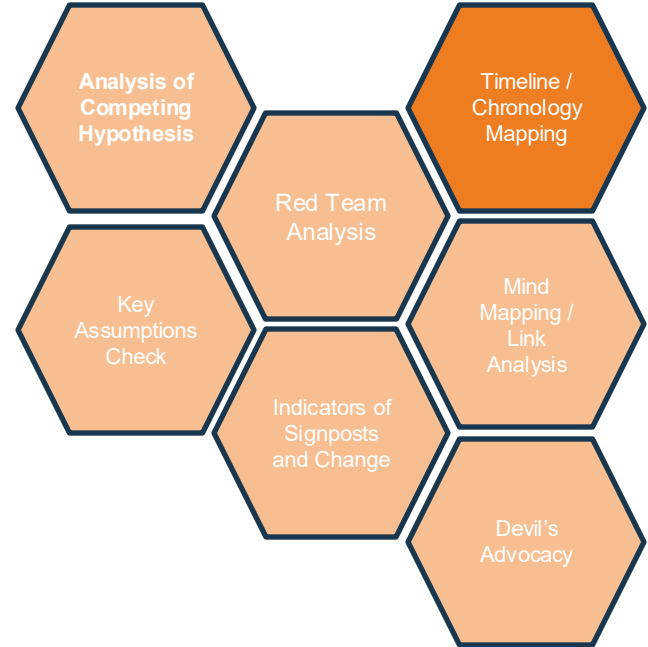 Analysis of
Competing
Hypothesis
Timeline /
Chronology
Mapping
Red Team
Analysis
Key
Assumptions
Check
Mind
Mapping /
Link
Analysis
Indicators of
Signposts
and Change
Devil’s
Advocacy